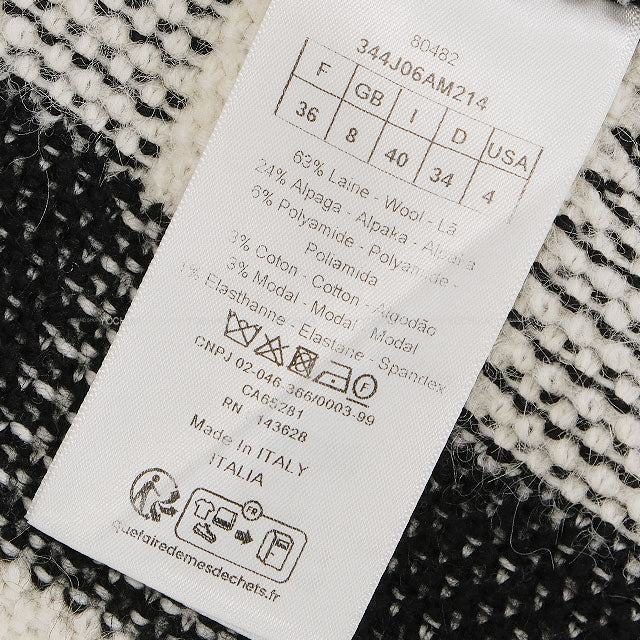 80482
344J06AM214
F GB I D USA
36 8 40 34 4
63% Laine - Wool - Lã
24% Alpaga - Alpaka - Alpaca
6% Polyamide - Polyamide -
Poliamida
3% Coton - Cotton - Algodão
3% Modal - Modal - Modal
1% Elasthanne - Elastane - Spandex
CNPJ 02-046-366/0003-99
CA65281
RN 143628
Made In ITALY
ITALIA
FR
quefairedemesdechets.fr